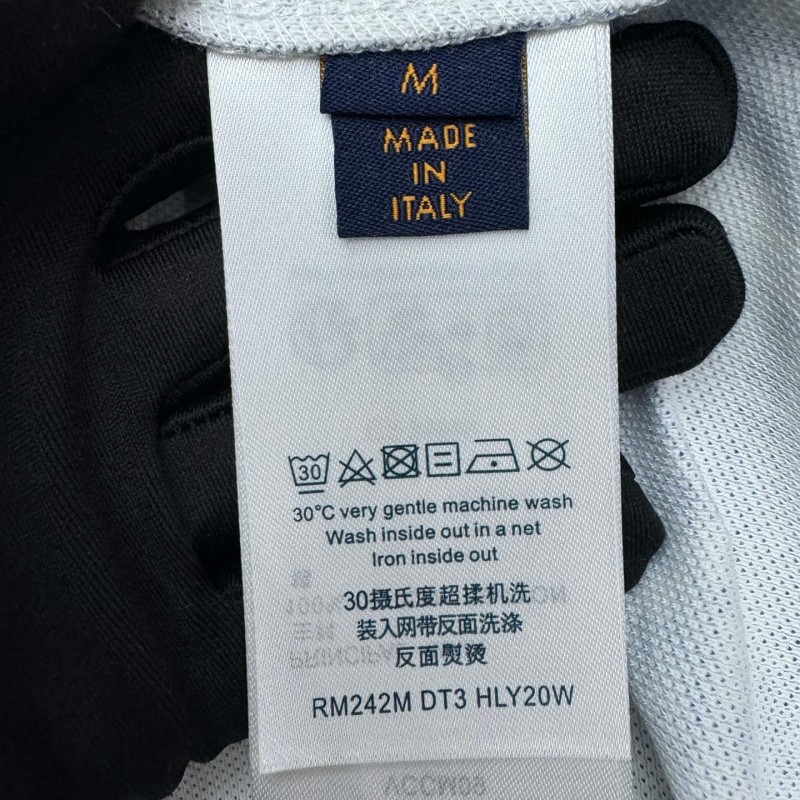 M
MADE
IN
ITALY
30
30°C very gentle machine wash
Wash inside out in a net
Iron inside out
30摄氏度超揉机洗
装入网带反面洗涤
反面熨烫
RM242M DT3 HLY20W